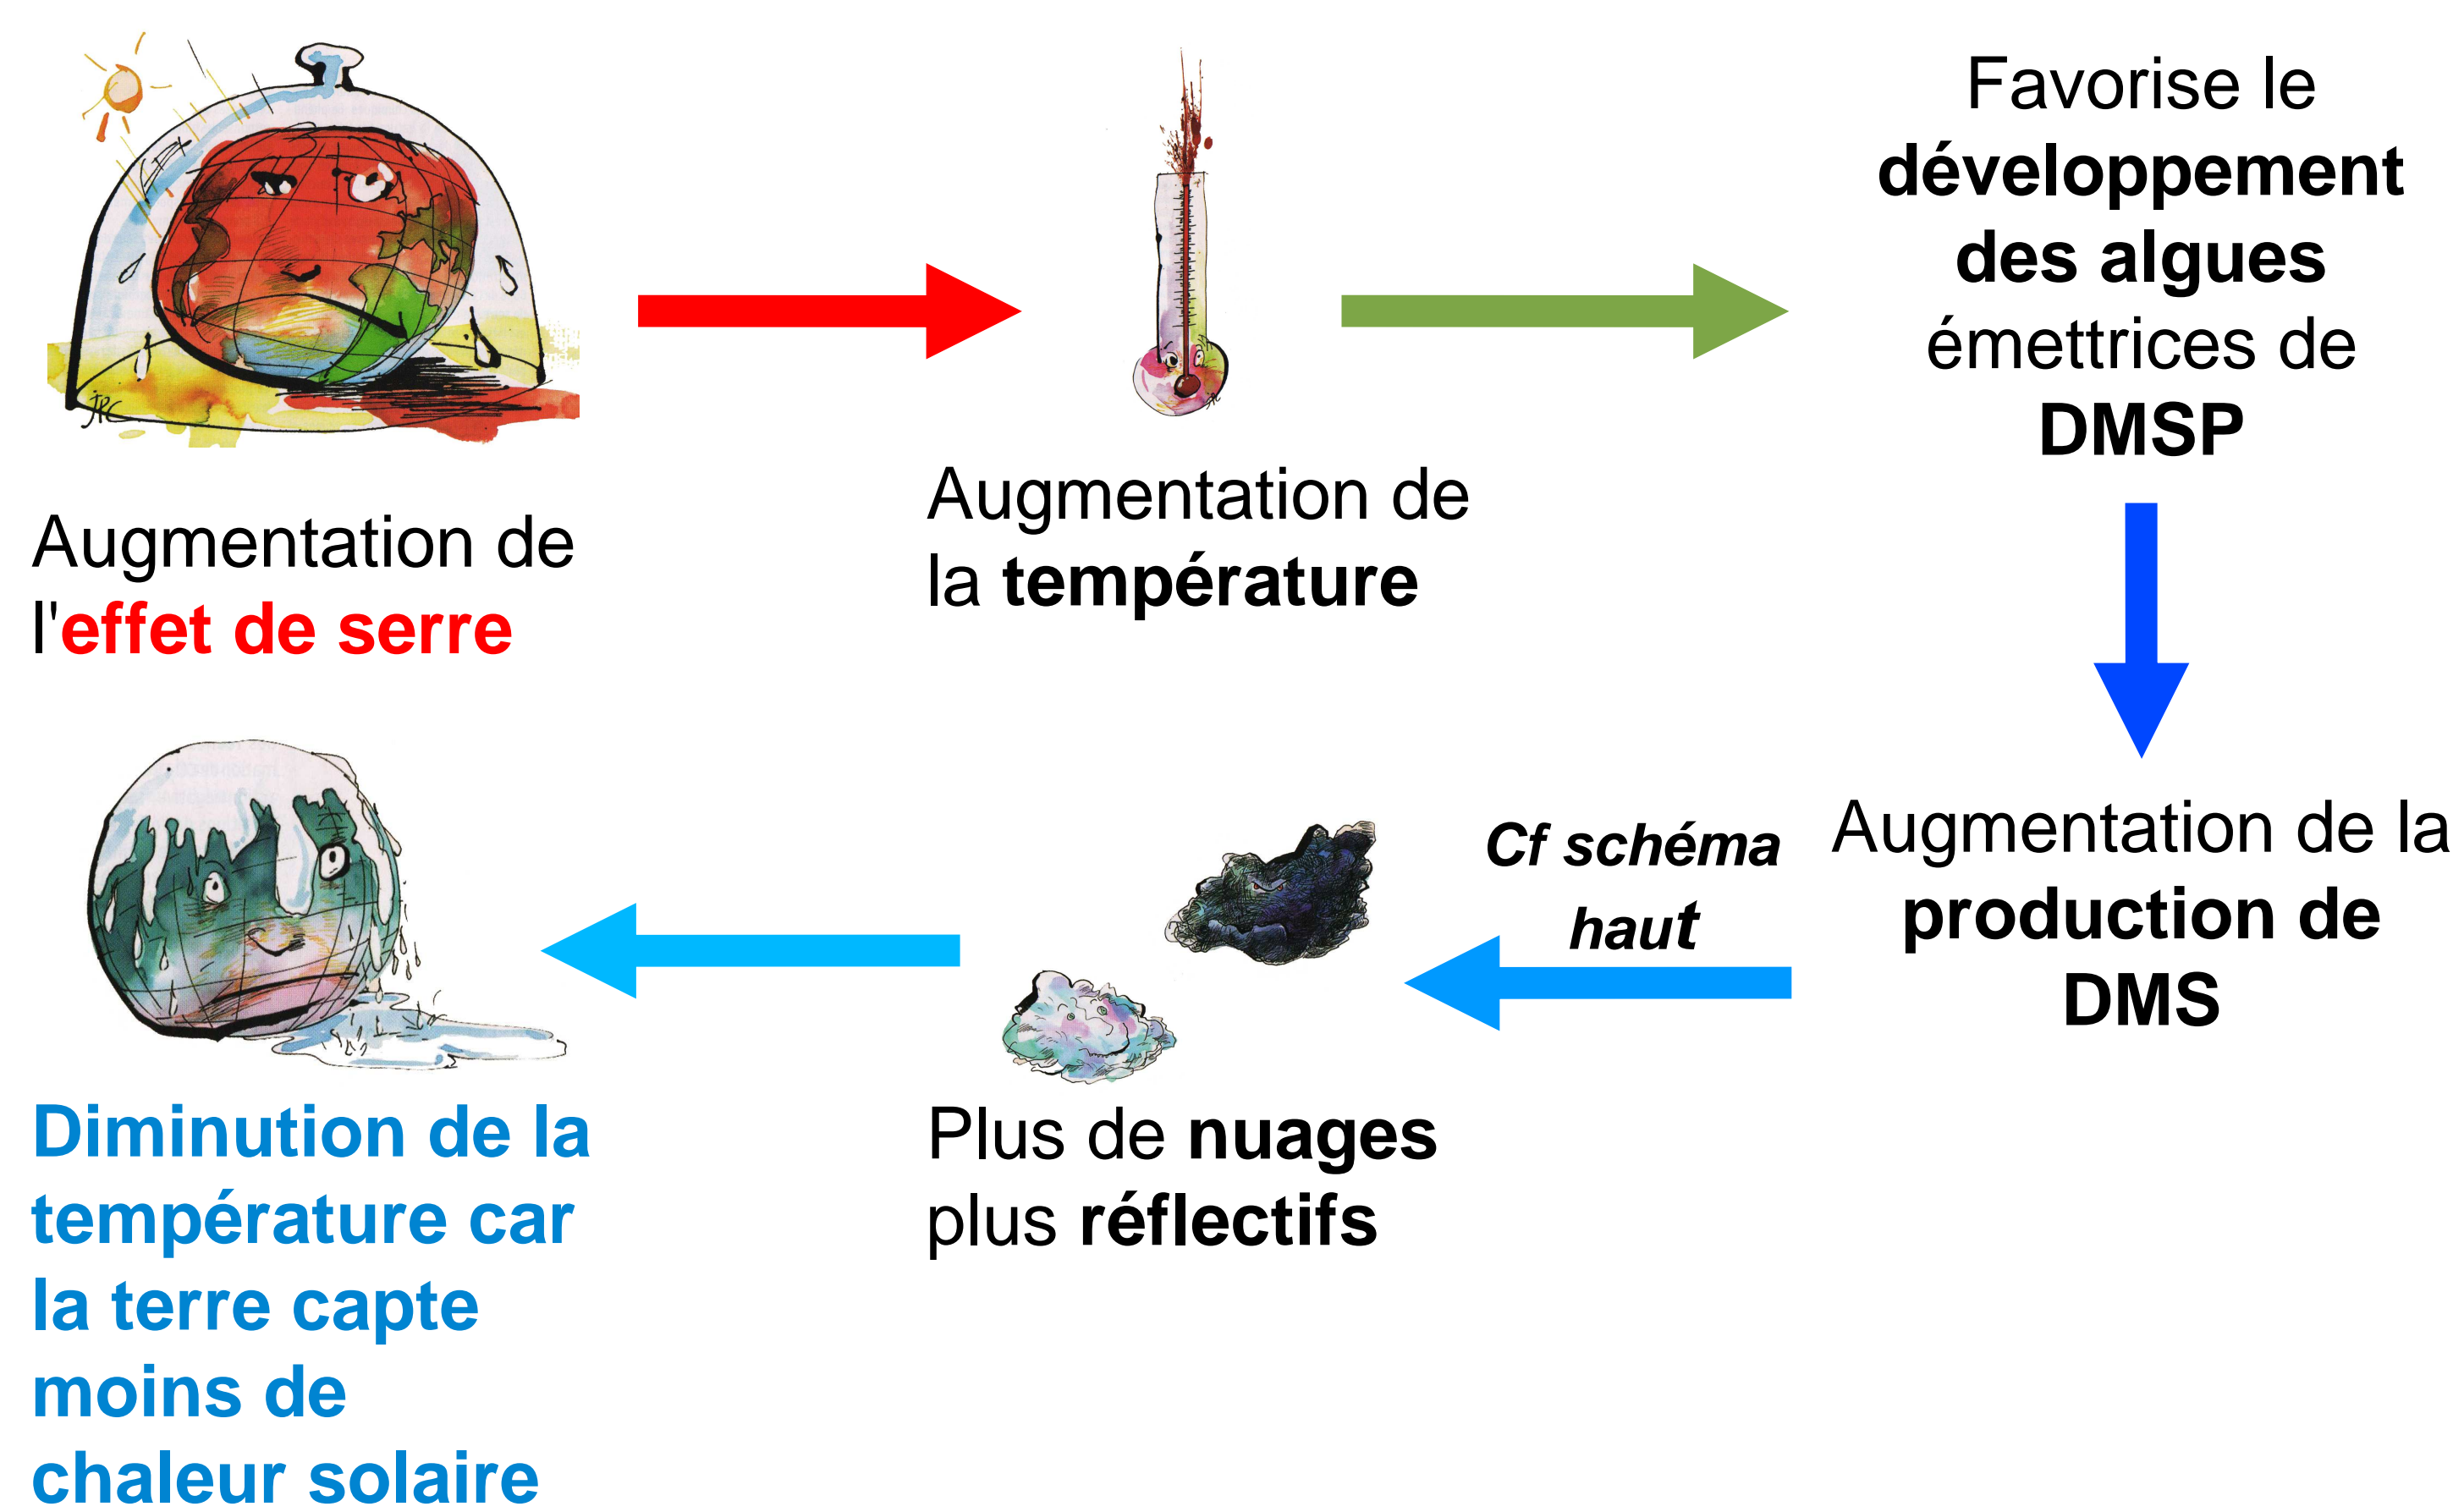 Augmentation de
l'effet de serre
Augmentation de
la température
Favorise le
développement
des algues
émettrices de
DMSP
Augmentation de la
production de
DMS
Cf schéma
haut
Plus de nuages
plus réflectifs
Diminution de la
température car
la terre capte
moins de
chaleur solaire